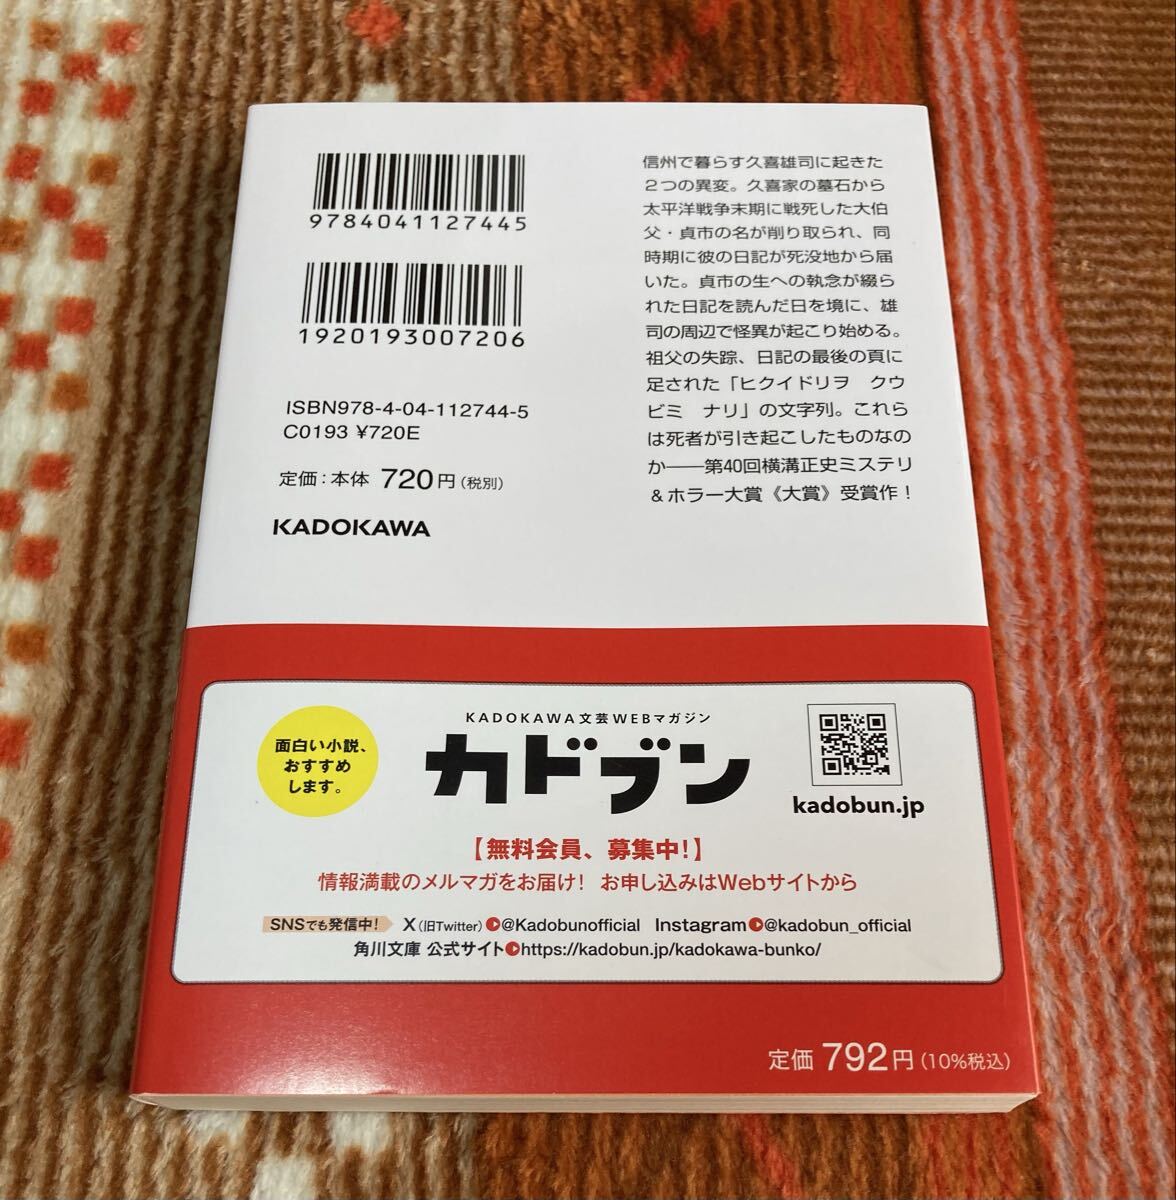 9784041127445
1920193007206
ISBN978-4-04-112744-5
C0193 ¥720E
定価：本体 720円（税別）
KADOKAWA
信州で暮らす久喜雄司に起きた
２つの異変。久喜家の墓石から
太平洋戦争末期に戦死した大伯
父・貞市の名が削り取られ、同
時期に彼の日記が死没地から届
いた。貞市の生への執念が綴ら
れた日記を読んだ日を境に、雄
司の周辺で怪異が起こり始める。
祖父の失踪、日記の最後の頁に
足された「ヒクイドリヲ　クウ
ビミ　ナリ」の文字列。これら
は死者が引き起こしたものなの
か――第40回横溝正史ミステリ
＆ホラー大賞《大賞》受賞作！
面白い小説、
おすすめ
します。
KADOKAWA文芸WEBマガジン
カドブン
kadobun.jp
【無料会員、募集中！】
情報満載のメルマガをお届け！ お申し込みはWebサイトから
SNSでも発信中！ X（旧Twitter）@Kadobunofficial Instagram@kadobun_official
角川文庫 公式サイトhttps://kadobun.jp/kadokawa-bunko/
定価 792円（10%税込）